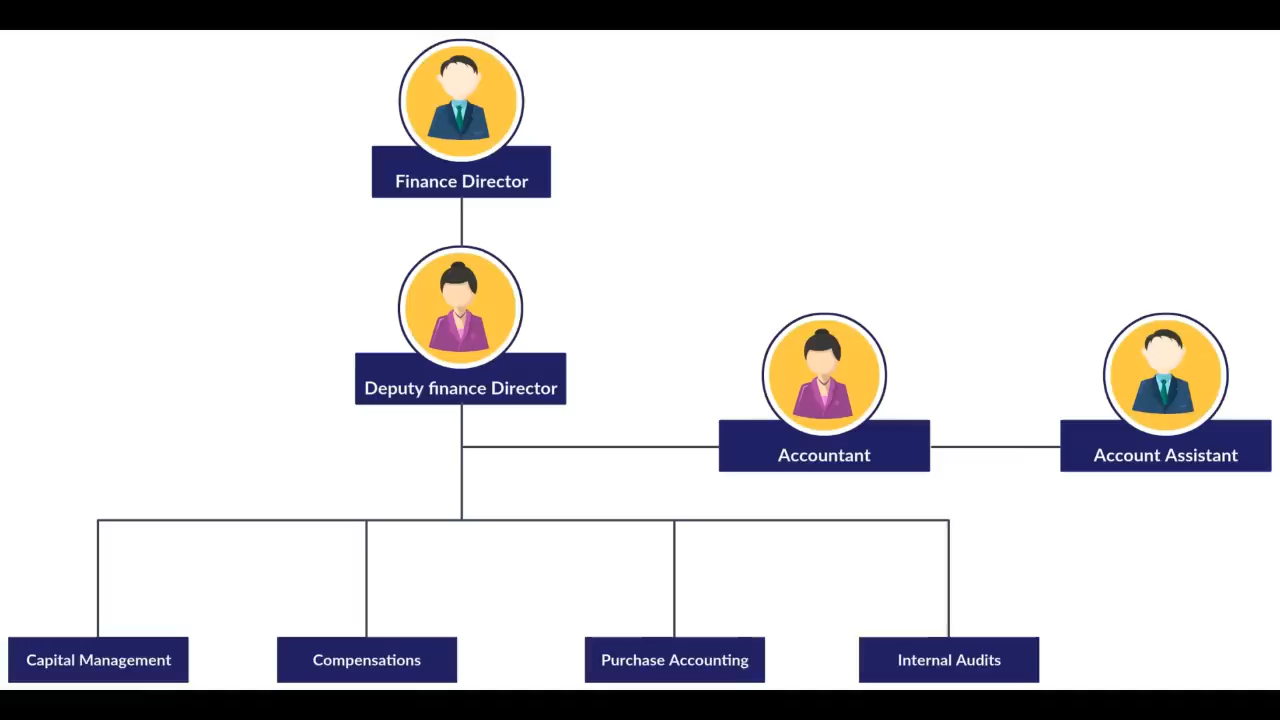 Finance Director
Deputy finance Director
Accountant
Account Assistant
Capital Management
Compensations
Purchase Accounting
Internal Audits